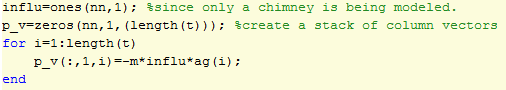 influ=ones(nn,1); %since only a chimney is being modeled.
p_v=zeros(nn,1,(length(t))); %create a stack of column vectors
for i=1:length(t)
    p_v(:,1,i)=-m*influ*ag(i);
end